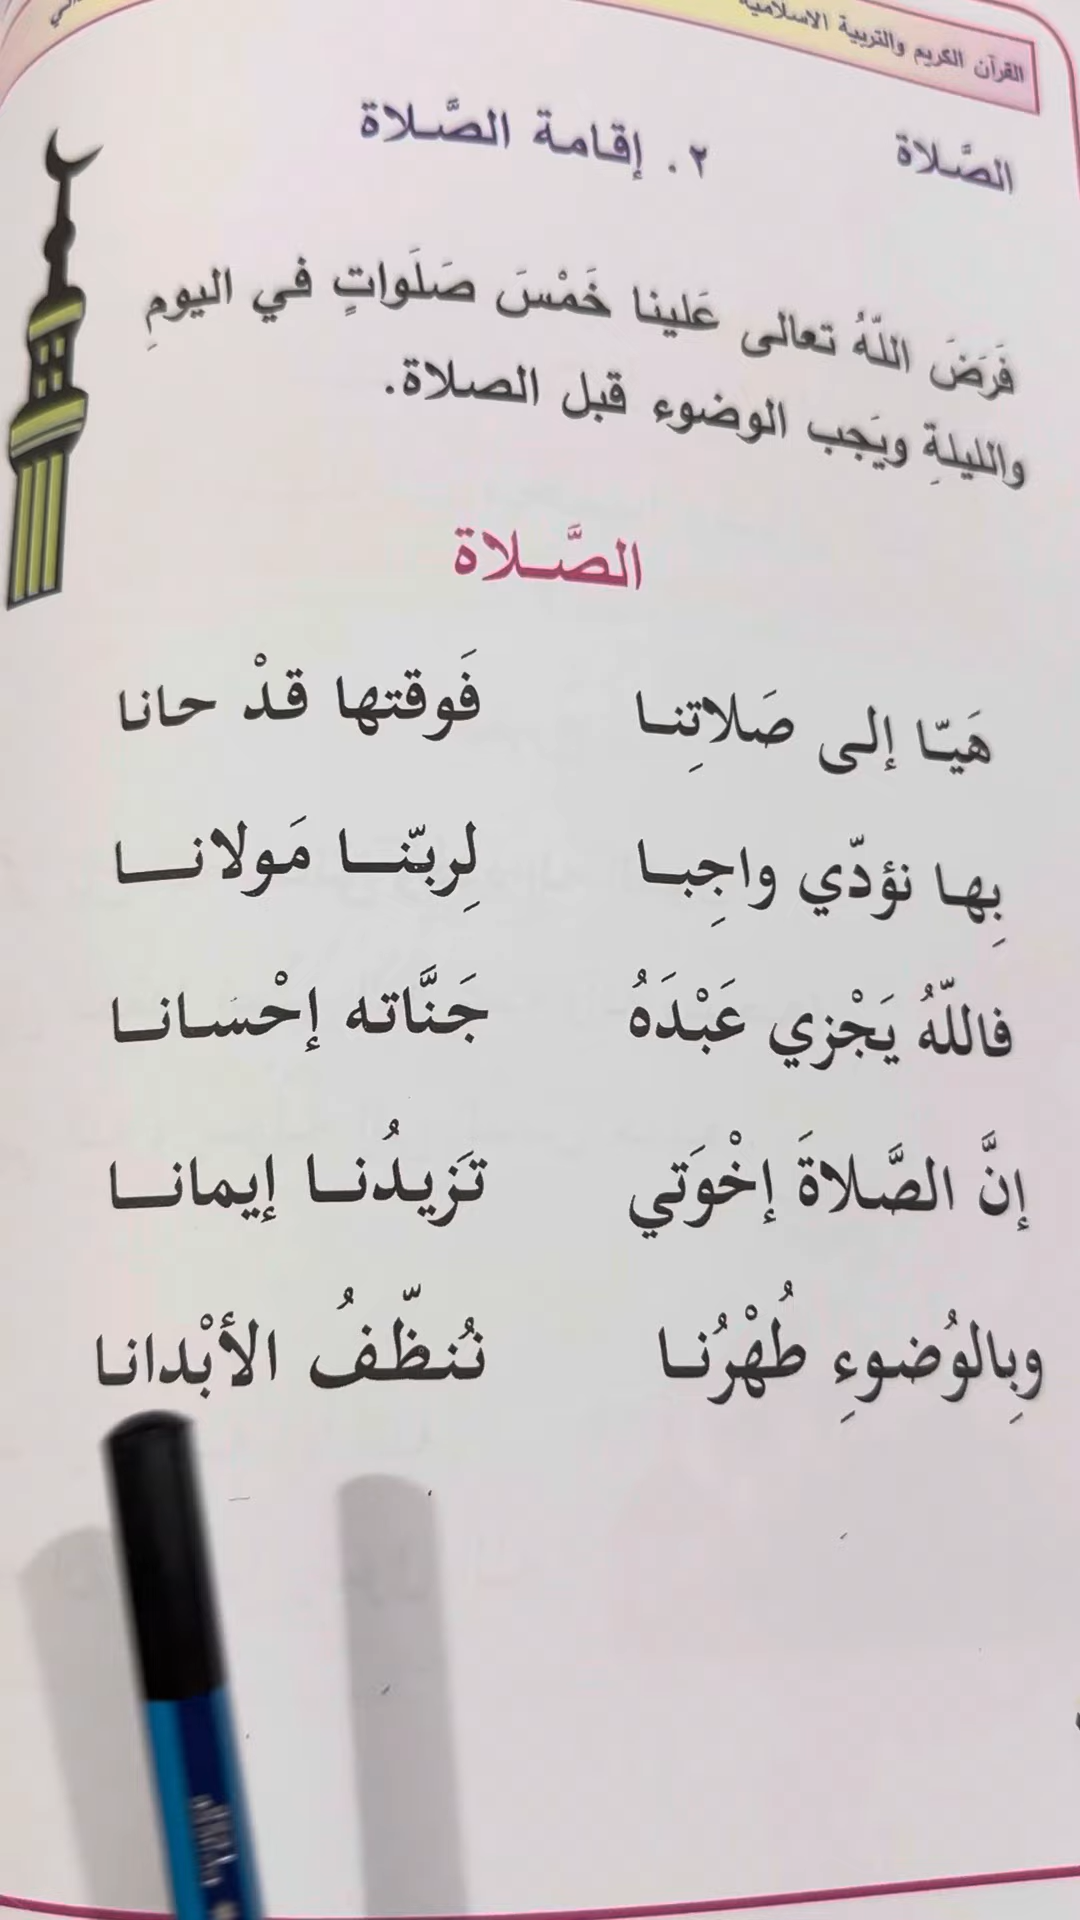 القرآن الكريم والتربية الاسلامية
الصَّلاة
٢. إقامة الصَّلاة
فَرَضَ اللّهُ تعالى عَلينا خَمْسَ صَلَواتٍ في اليومِ
والليلةِ ويَجب الوضوء قبل الصلاة.
الصَّلاة
هَيّا إلى صَلاتِنا فَوقتها قدْ حانا
بِها نؤدّي واجِبا لِربّنا مَولانا
فاللّهُ يَجْزي عَبْدَهُ جَنَّاته إحْسَانا
إنَّ الصَّلاةَ إخْوَتي تَزيدُنا إيمانا
وبِالوُضوءِ طُهْرُنا نُنظّفُ الأبْدانا